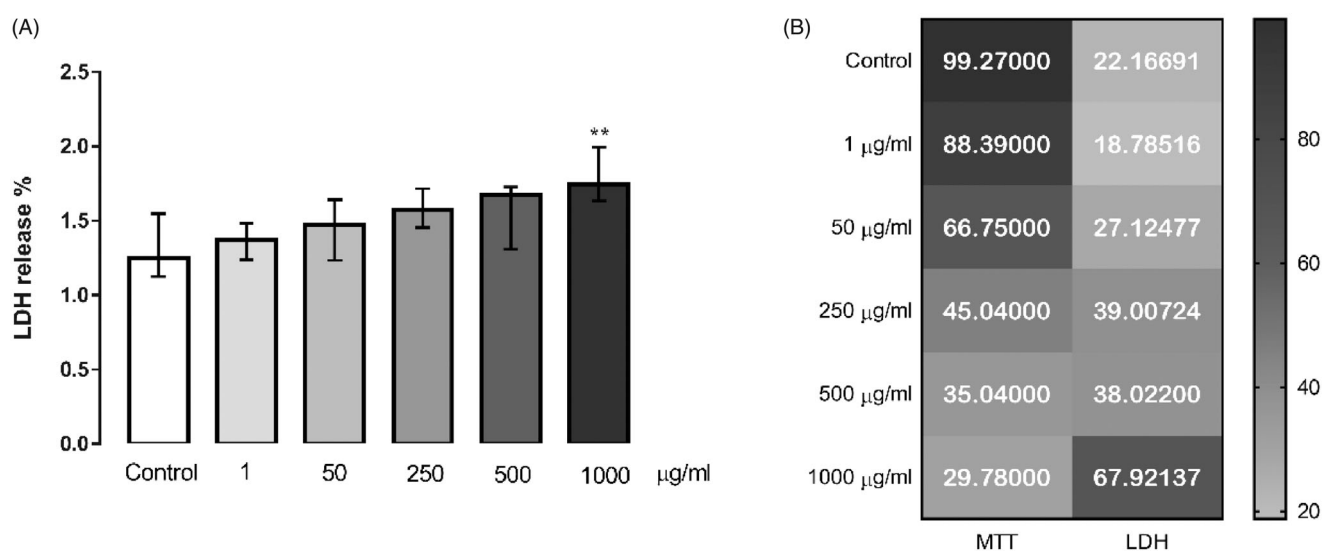 (A)
LDH release %
2.5
2.0
1.5
1.0
0.5
0.0
**
Control 1 50 250 500 1000 μg/ml
(B)
Control 99.27000 22.16691
1 μg/ml 88.39000 18.78516
50 μg/ml 66.75000 27.12477
250 μg/ml 45.04000 39.00724
500 μg/ml 35.04000 38.02200
1000 μg/ml 29.78000 67.92137
MTT LDH
80
60
40
20